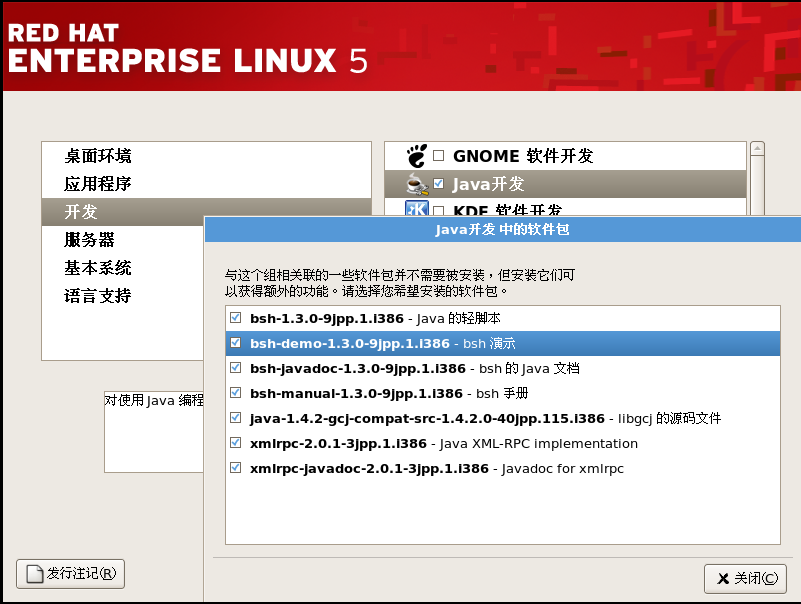 RED HAT
ENTERPRISE LINUX 5
桌面环境
应用程序
开发
服务器
基本系统
语言支持
GNOME 软件开发
Java开发
KDE 软件开发
对使用 Java 编程
Java开发 中的软件包
与这个组相关联的一些软件包并不需要被安装，但安装它们可
以获得额外的功能。请选择您希望安装的软件包。
bsh-1.3.0-9jpp.1.i386 - Java 的轻脚本
bsh-demo-1.3.0-9jpp.1.i386 - bsh 演示
bsh-javadoc-1.3.0-9jpp.1.i386 - bsh 的 Java 文档
bsh-manual-1.3.0-9jpp.1.i386 - bsh 手册
java-1.4.2-gcj-compat-src-1.4.2.0-40jpp.115.i386 - libgcj 的源码文件
xmlrpc-2.0.1-3jpp.1.i386 - Java XML-RPC implementation
xmlrpc-javadoc-2.0.1-3jpp.1.i386 - Javadoc for xmlrpc
发行注记(R)
关闭(C)